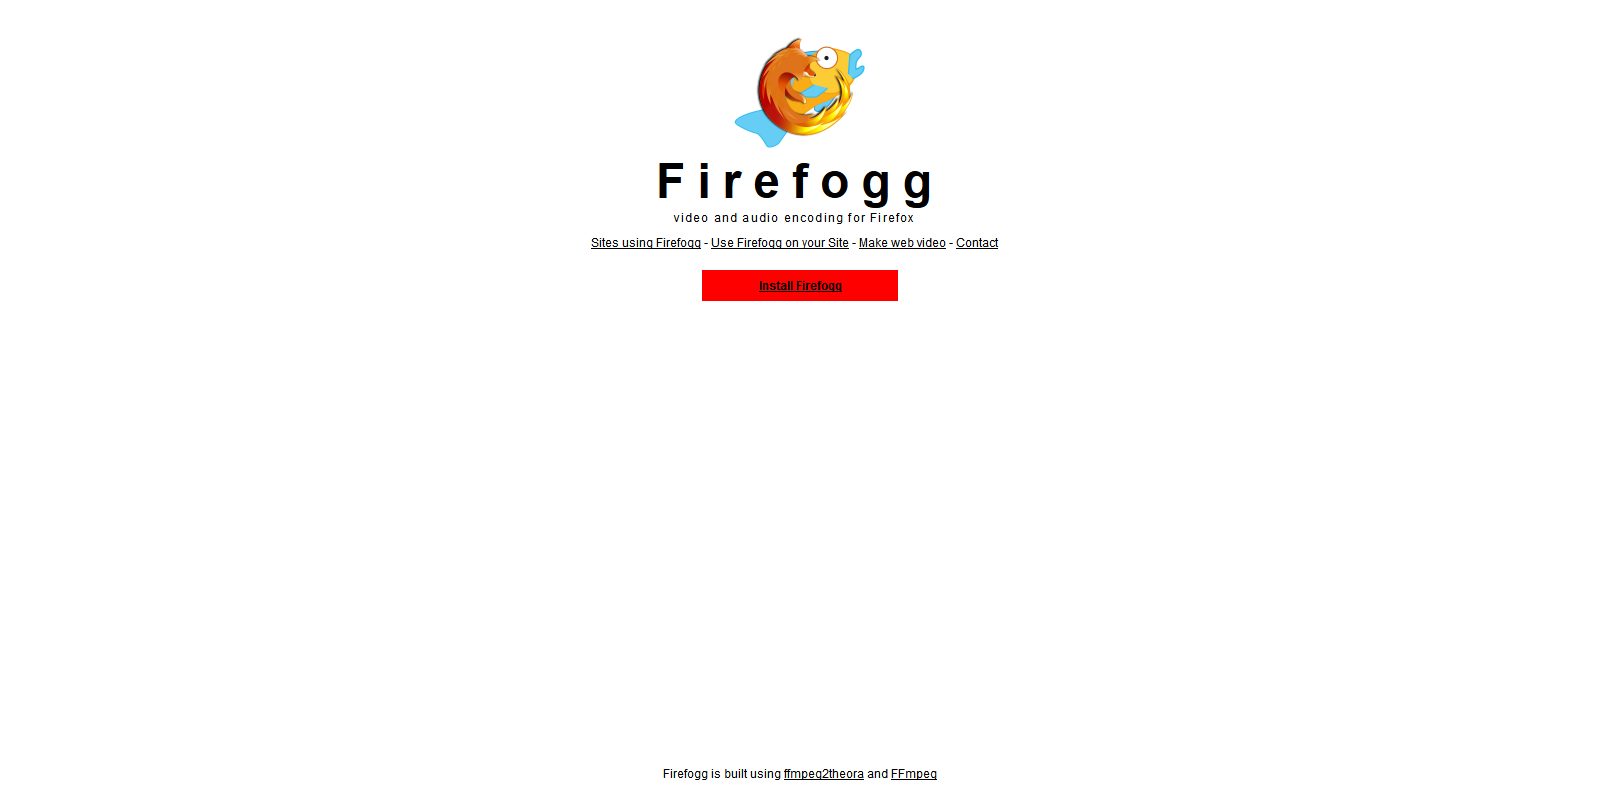 Firefogg
video and audio encoding for Firefox
Sites using Firefogg - Use Firefogg on your Site - Make web video - Contact
Install Firefogg
Firefogg is built using ffmpeg2theora and FFmpeg